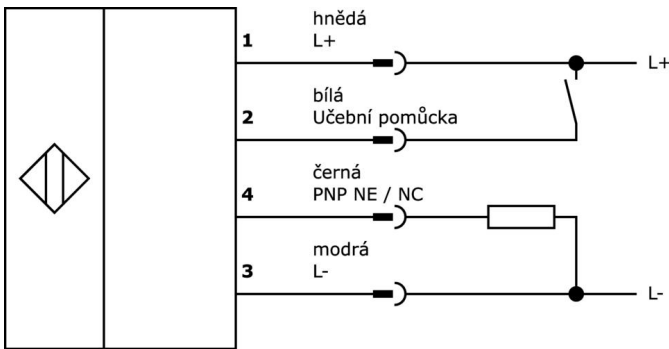 hnědá
1 L+
L+
bílá
2 Učební pomůcka
černá
4 PNP NE / NC
modrá
3 L-
L-